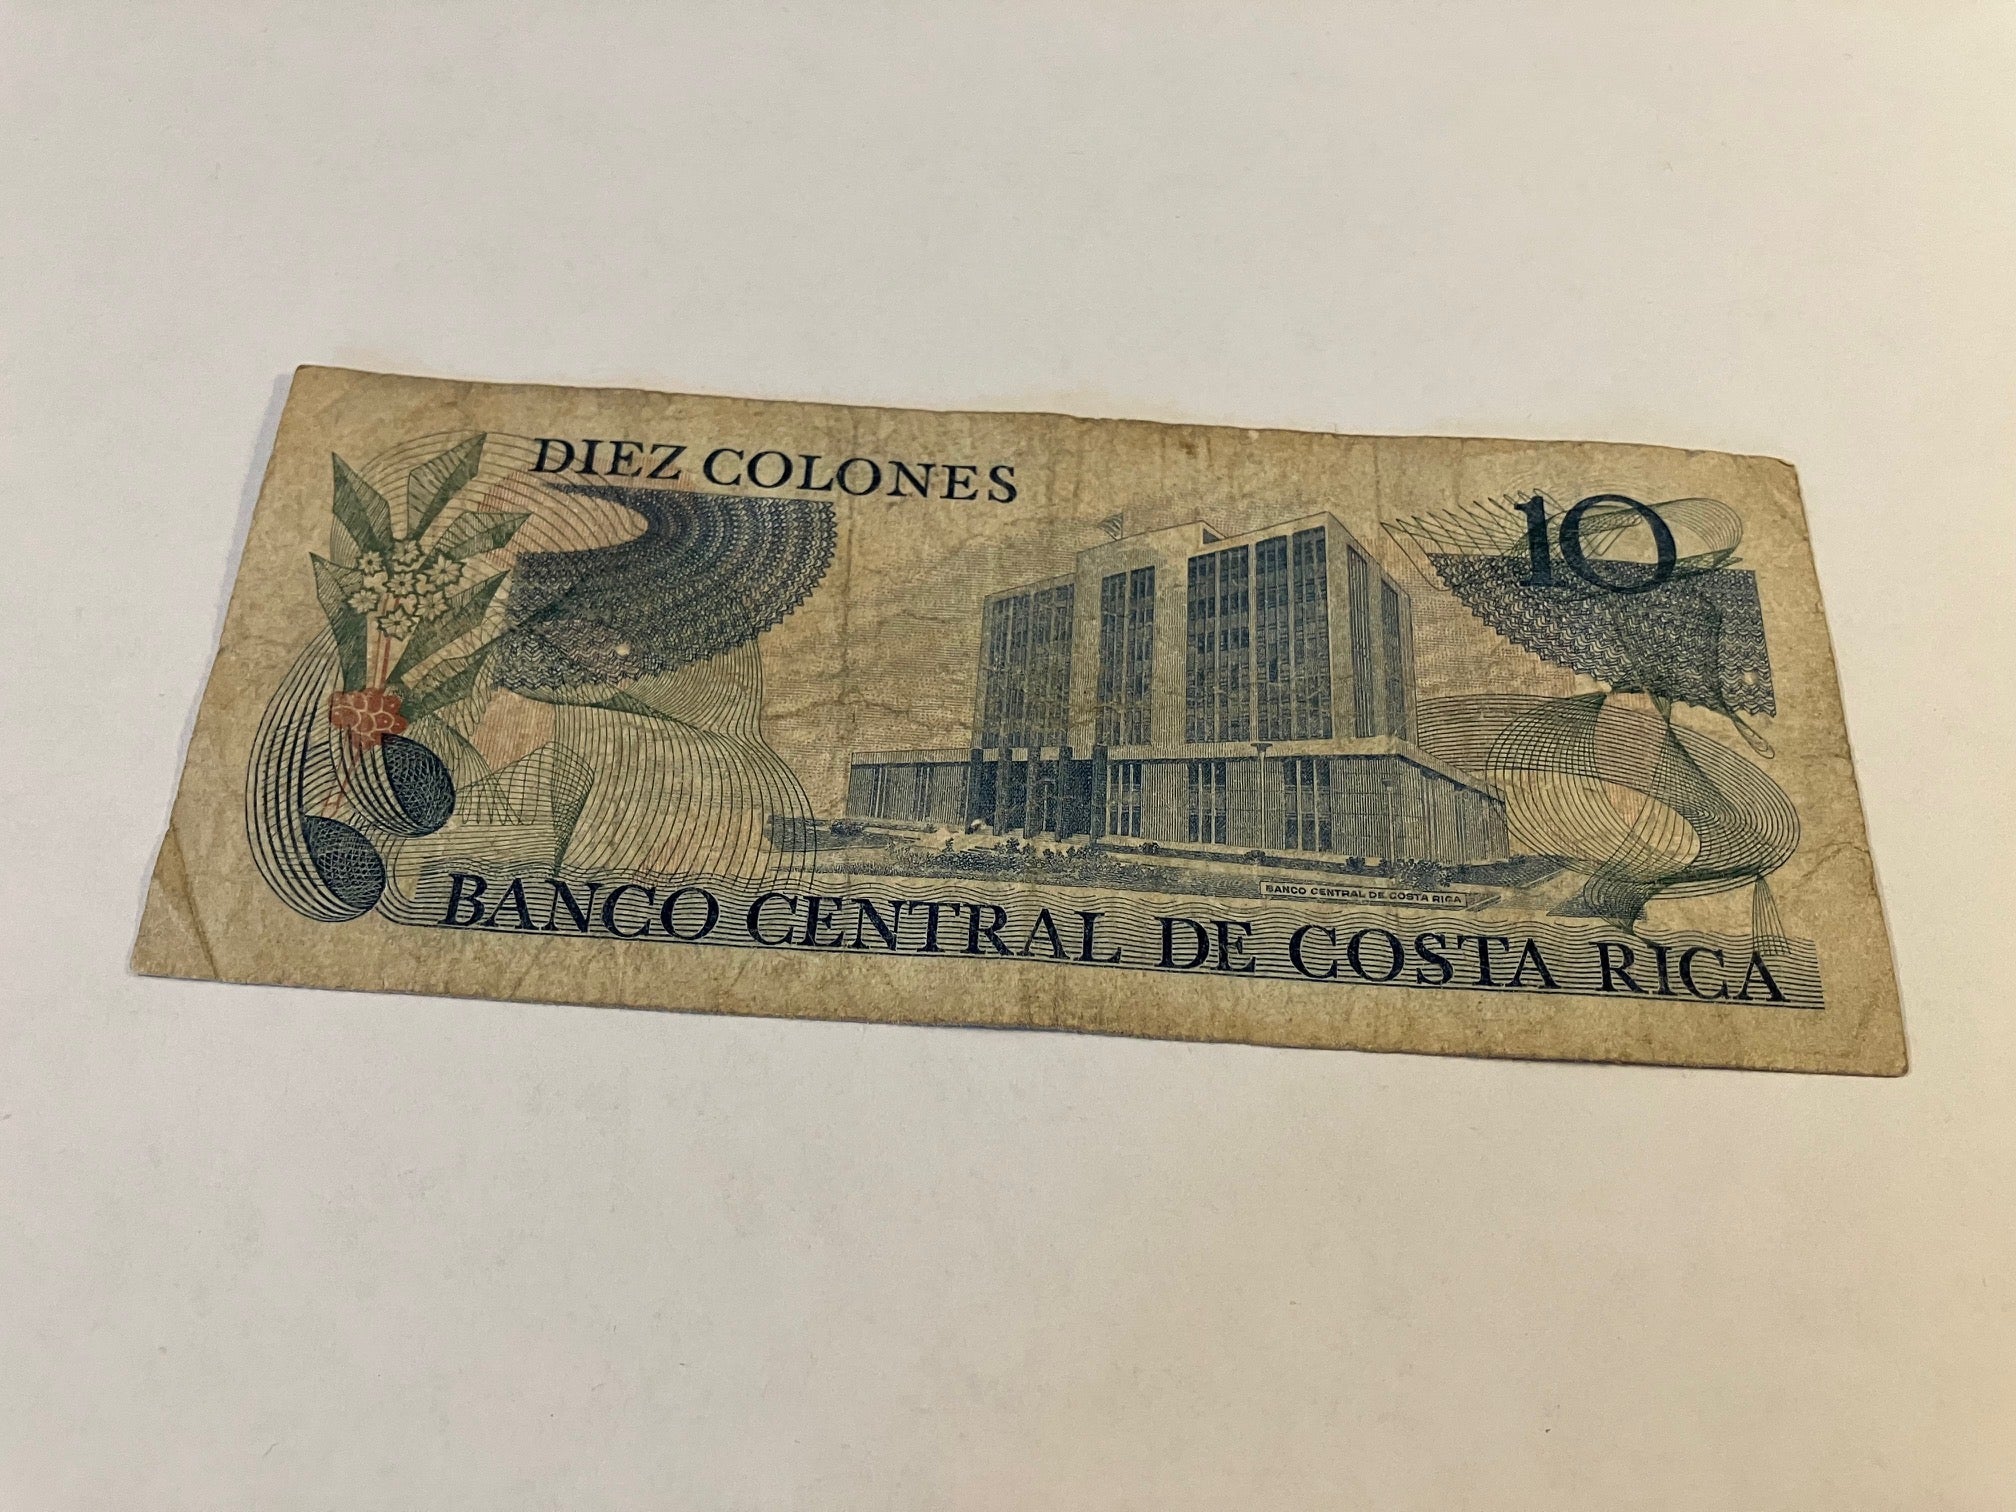 DIEZ COLONES
10
BANCO CENTRAL DE COSTA RICA
BANCO CENTRAL DE COSTA RICA